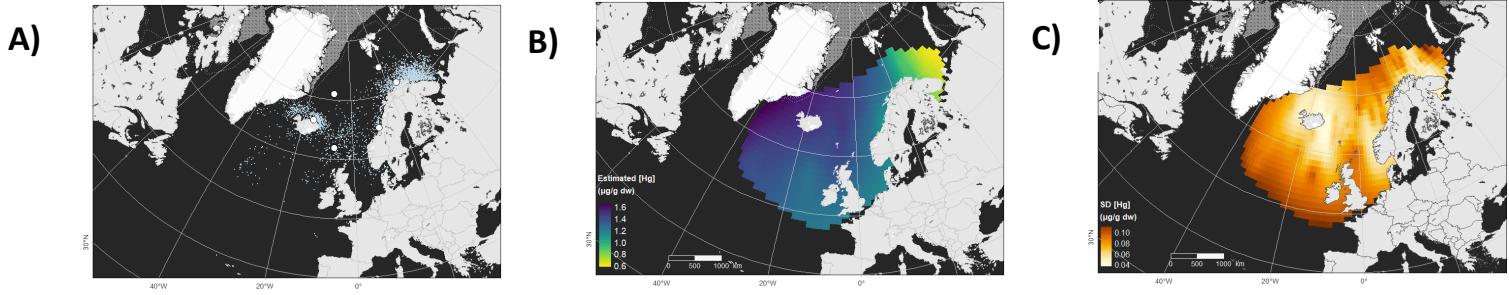 A)
30°N
40°W
20°W
0°
B)
Estimated [Hg]
(µg/g dw)
1.6
1.4
1.2
1.0
0.8
0.6
0 500 1000 km
30°N
40°W
20°W
0°
C)
SD [Hg]
(µg/g dw)
0.10
0.08
0.06
0.04
0 500 1000 km
30°N
40°W
20°W
0°